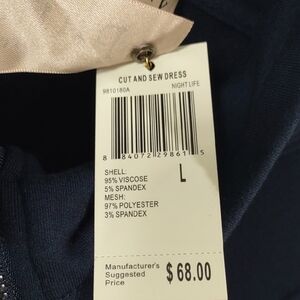 CUT AND SEW DRESS
9810180A NIGHT LIFE
8 84072 29861 5
SHELL: L
95% VISCOSE
5% SPANDEX
MESH:
97% POLYESTER
3% SPANDEX
Manufacturer's
Suggested
Price
$68.00